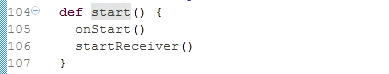 104 def start() {
105 onStart()
106 startReceiver()
107 }